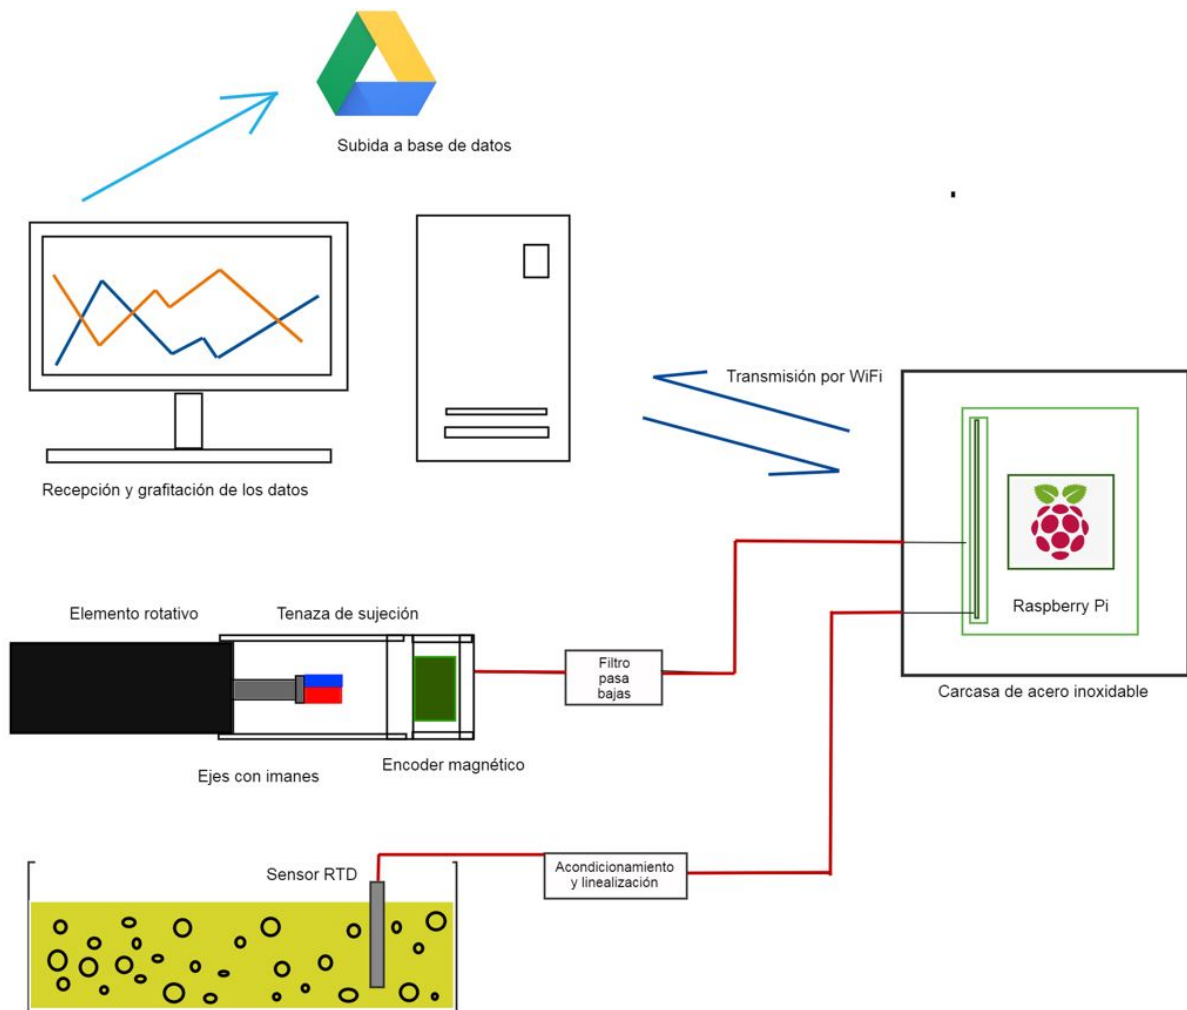 Subida a base de datos
Transmisión por WiFi
Recepción y grafitación de los datos
Raspberry Pi
Carcasa de acero inoxidable
Elemento rotativo
Tenaza de sujeción
Filtro
pasa
bajas
Ejes con imanes
Encoder magnético
Sensor RTD
Acondicionamiento
y linealización